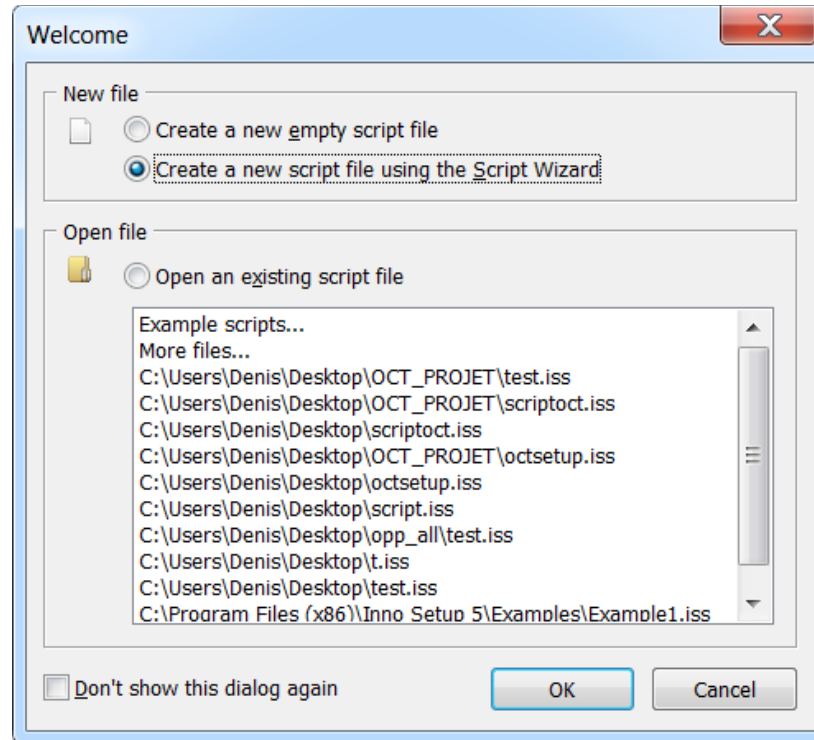 Welcome
New file
Create a new empty script file
Create a new script file using the Script Wizard
Open file
Open an existing script file
Example scripts...
More files...
C:\Users\Denis\Desktop\OCT_PROJET\test.iss
C:\Users\Denis\Desktop\OCT_PROJET\scriptoct.iss
C:\Users\Denis\Desktop\scriptoct.iss
C:\Users\Denis\Desktop\OCT_PROJET\octsetup.iss
C:\Users\Denis\Desktop\octsetup.iss
C:\Users\Denis\Desktop\script.iss
C:\Users\Denis\Desktop\opp_all\test.iss
C:\Users\Denis\Desktop\t.iss
C:\Users\Denis\Desktop\test.iss
C:\Program Files (x86)\Inno Setup 5\Examples\Example1.iss
Don't show this dialog again
OK
Cancel